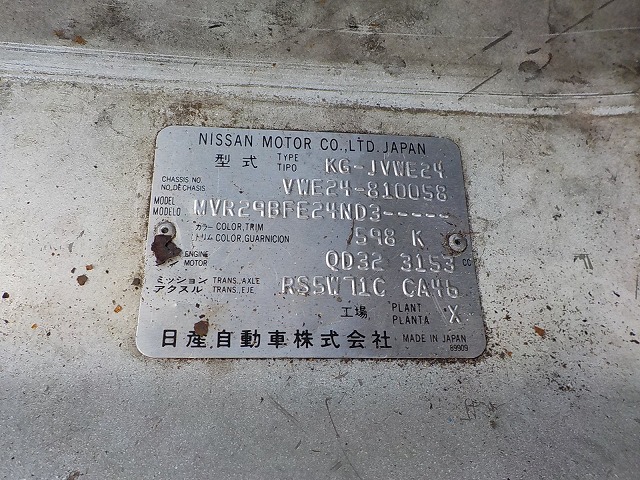 NISSAN MOTOR CO., LTD. JAPAN
型式 TYPE TIPO KG-JVWE24
CHASSIS NO. NO, DÈCHASIS VWE24-810058
MODEL MODELO MVR29BFE24ND3-----
カラー COLOR, TRIM
トリム COLOR, GUARNICION 598 K
ENGINE MOTOR QD32 3153 CC
ミッション TRANS., AXLE
アクスル TRANS., EJE RS5W71C CA46
工場 PLANT PLANTA X
日産自動車株式会社 MADE IN JAPAN
89909